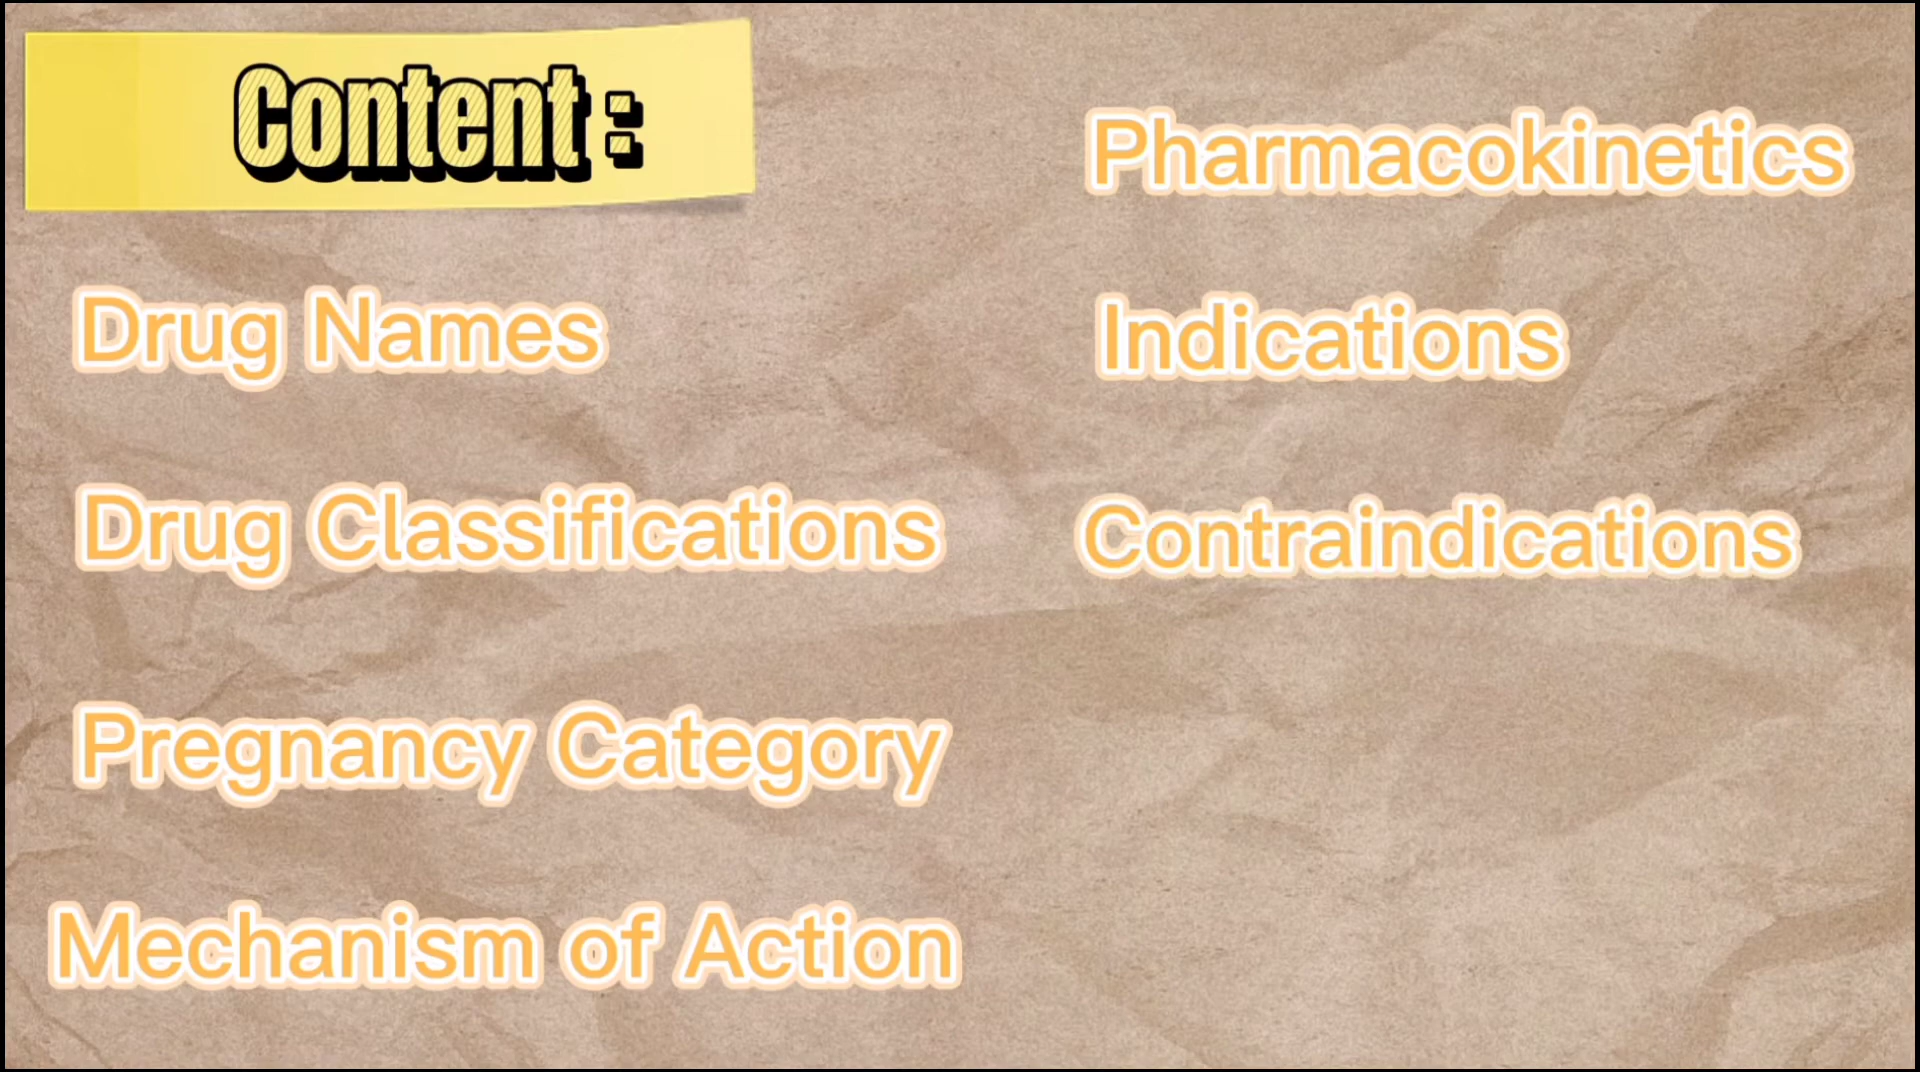 Content :
Drug Names
Drug Classifications
Pregnancy Category
Mechanism of Action
Pharmacokinetics
Indications
Contraindications